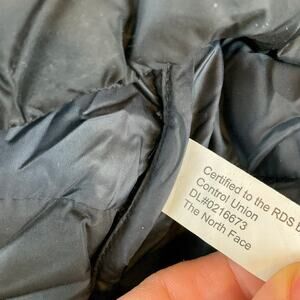 Certified to the RDS
Control Union
DL#0216673
The North Face